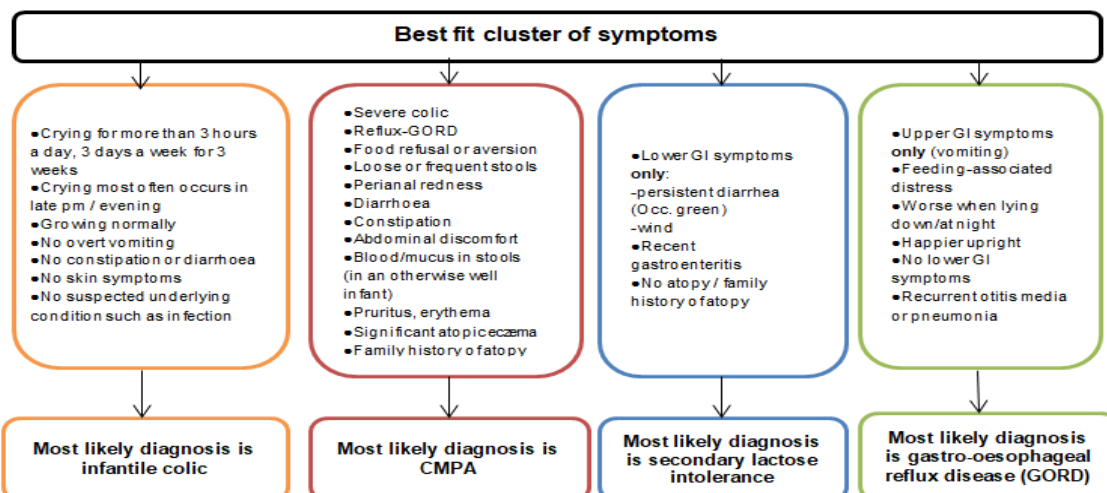 Best fit cluster of symptoms
●Crying for more than 3 hours
a day, 3 days a week for 3
weeks
●Crying most often occurs in
late pm / evening
●Growing normally
●No overt vomiting
●No constipation or diarrhoea
●No skin symptoms
●No suspected underlying
condition such as infection
●Severe colic
●Reflux-GORD
●Food refusal or aversion
●Loose or frequent stools
●Perianal redness
●Diarrhoea
●Constipation
●Abdominal discomfort
●Blood/mucus in stools
(in an otherwise well
infant)
●Pruritus, erythema
●Significant atopic eczema
●Family history of atopy
●Lower GI symptoms
only:
-persistent diarrhea
(Occ. green)
-wind
●Recent
gastroenteritis
●No atopy / family
history of atopy
●Upper GI symptoms
only (vomiting)
●Feeding-associated
distress
●Worse when lying
down/at night
●Happier upright
●No lower GI
symptoms
●Recurrent otitis media
or pneumonia
Most likely diagnosis is
infantile colic
Most likely diagnosis is
CMPA
Most likely diagnosis
is secondary lactose
intolerance
Most likely diagnosis
is gastro-oesophageal
reflux disease (GORD)